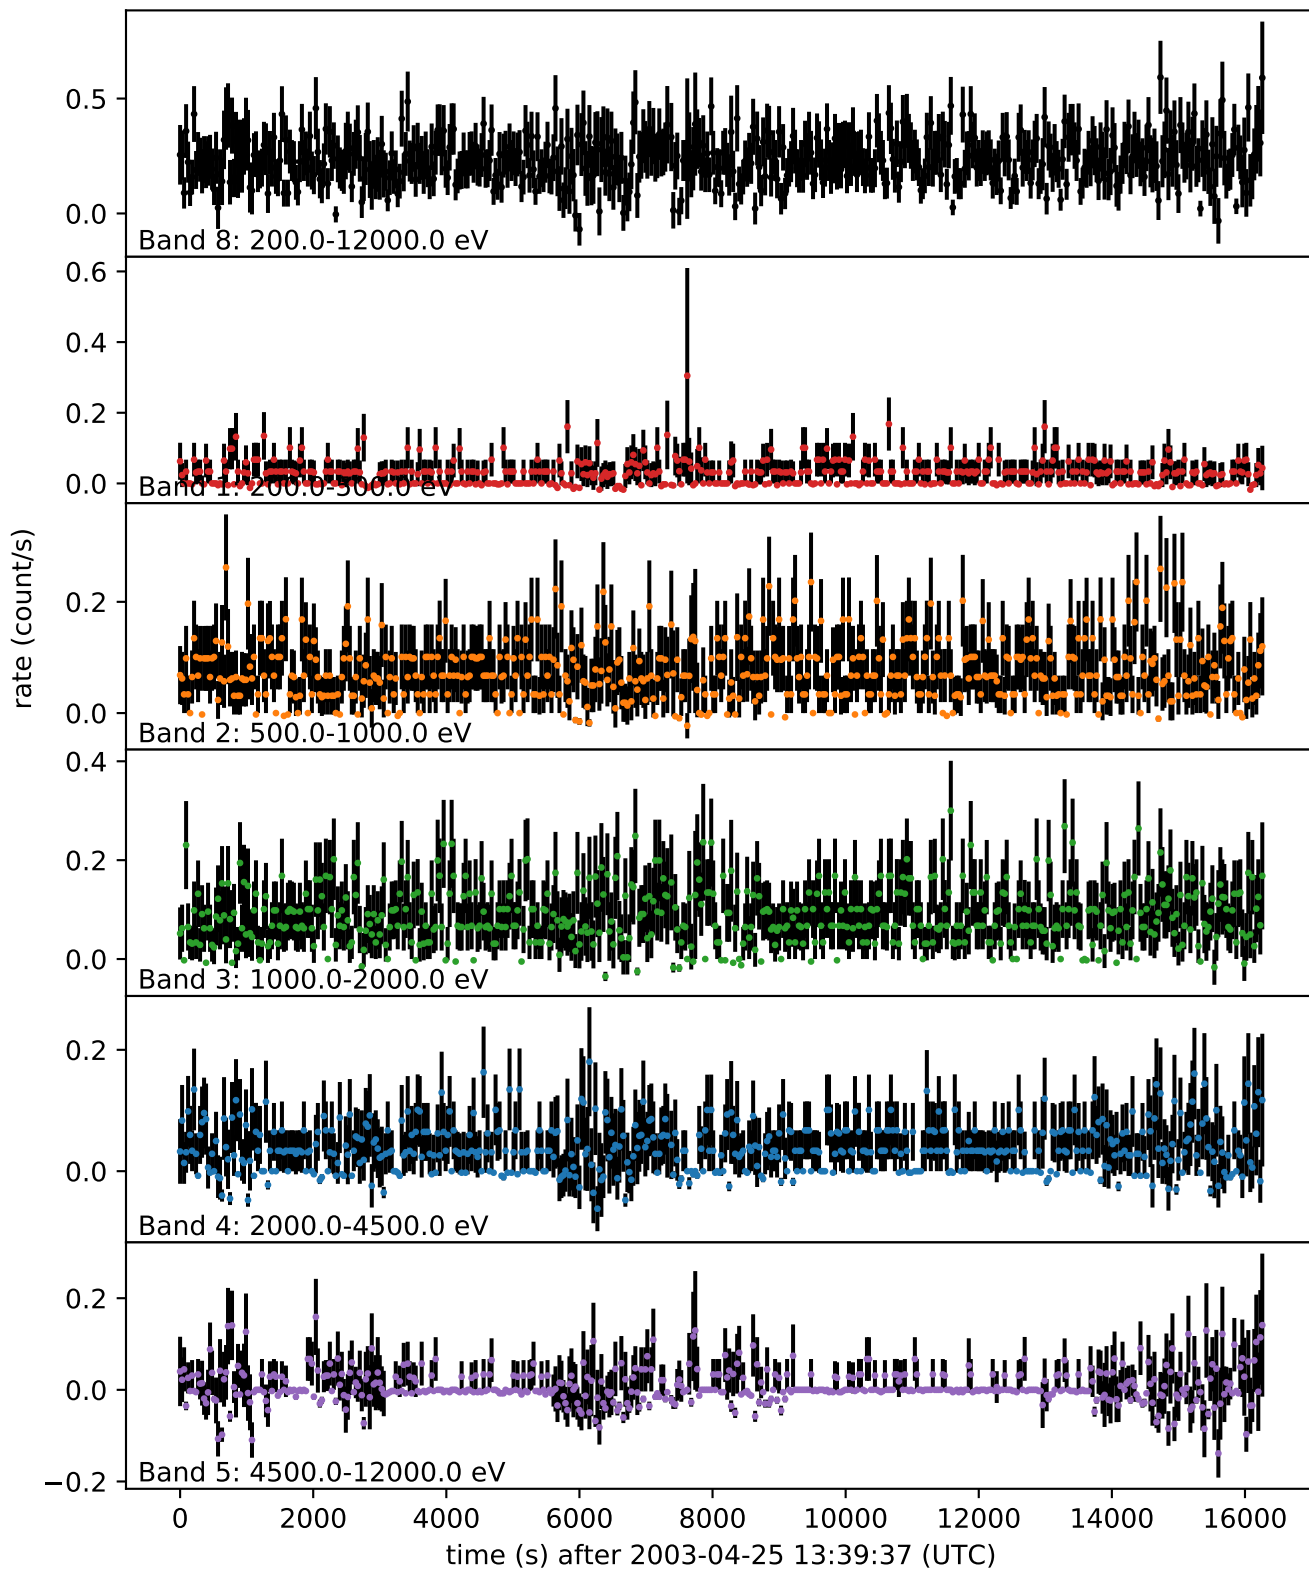 0.5
0.0
Band 8: 200.0-12000.0 eV
0.6
0.4
0.2
0.0
Band 1: 200.0-500.0 eV
rate (count/s)
0.2
0.0
Band 2: 500.0-1000.0 eV
0.4
0.2
0.0
Band 3: 1000.0-2000.0 eV
0.2
0.0
Band 4: 2000.0-4500.0 eV
0.2
0.0
−0.2
Band 5: 4500.0-12000.0 eV
0 2000 4000 6000 8000 10000 12000 14000 16000
time (s) after 2003-04-25 13:39:37 (UTC)